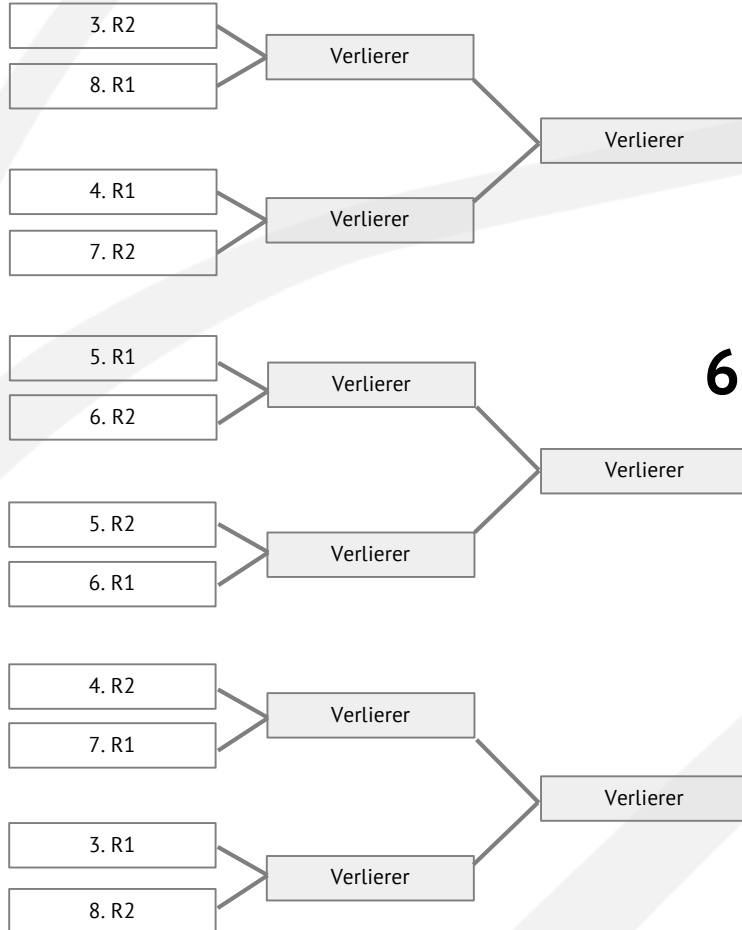 3. R2
8. R1
Verlierer
4. R1
7. R2
Verlierer
Verlierer
5. R1
6. R2
Verlierer
5. R2
6. R1
Verlierer
Verlierer
6
4. R2
7. R1
Verlierer
3. R1
8. R2
Verlierer
Verlierer